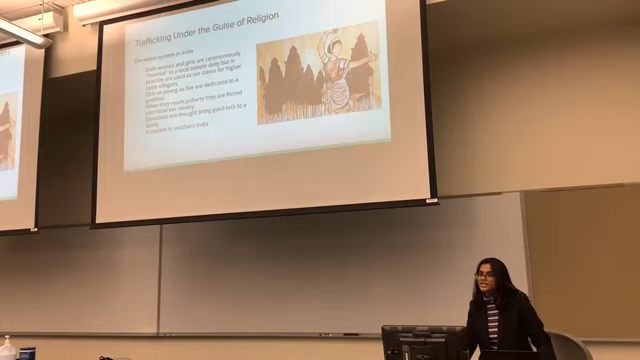 Trafficking Under the Guise of Religion
Devadasi system in India
Dalit women and girls are ceremoniously
"married" to a local temple deity but in
practice are used as sex slaves for higher
caste villagers
Girls as young as five are dedicated to a
goddess
When they reach puberty they are forced
into ritual sex slavery
Devadasis are thought bring good luck to a
family
Prevalent in southern India